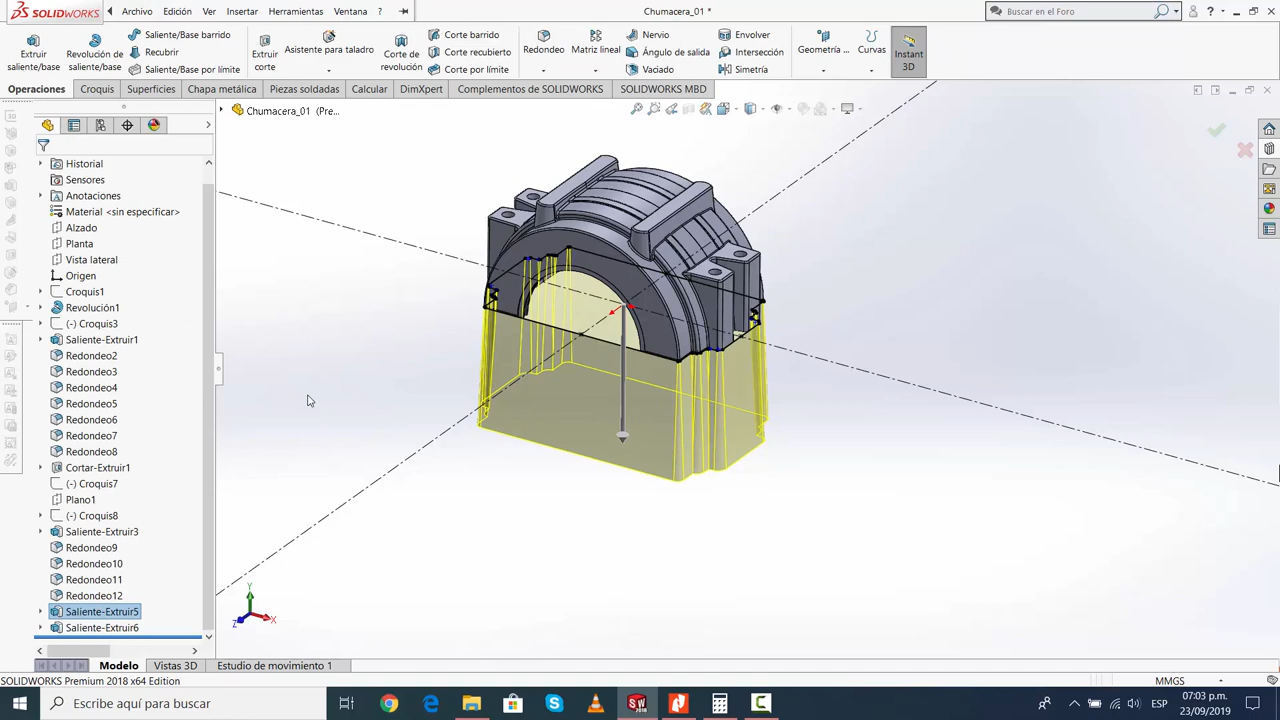 SOLIDWORKS
Archivo Edición Ver Insertar Herramientas Ventana ?
Chumacera_01 *
Buscar en el Foro
Extruir saliente/base
Revolución de saliente/base
Saliente/Base barrido
Recubrir
Saliente/Base por límite
Extruir corte
Asistente para taladro
Corte de revolución
Corte barrido
Corte recubierto
Corte por límite
Redondeo
Matriz lineal
Nervio
Ángulo de salida
Vaciado
Envolver
Intersección
Simetría
Geometría ...
Curvas
Instant 3D
Operaciones Croquis Superficies Chapa metálica Piezas soldadas Calcular DimXpert Complementos de SOLIDWORKS SOLIDWORKS MBD
Chumacera_01 (Pre...
Historial
Sensores
Anotaciones
Material <sin especificar>
Alzado
Planta
Vista lateral
Origen
Croquis1
Revolución1
(-) Croquis3
Saliente-Extruir1
Redondeo2
Redondeo3
Redondeo4
Redondeo5
Redondeo6
Redondeo7
Redondeo8
Cortar-Extruir1
(-) Croquis7
Plano1
(-) Croquis8
Saliente-Extruir3
Redondeo9
Redondeo10
Redondeo11
Redondeo12
Saliente-Extruir5
Saliente-Extruir6
Y
X
Z
Modelo Vistas 3D Estudio de movimiento 1
SOLIDWORKS Premium 2018 x64 Edition
MMGS
Escribe aquí para buscar
SW
2018
ESP
07:03 p.m.
23/09/2019